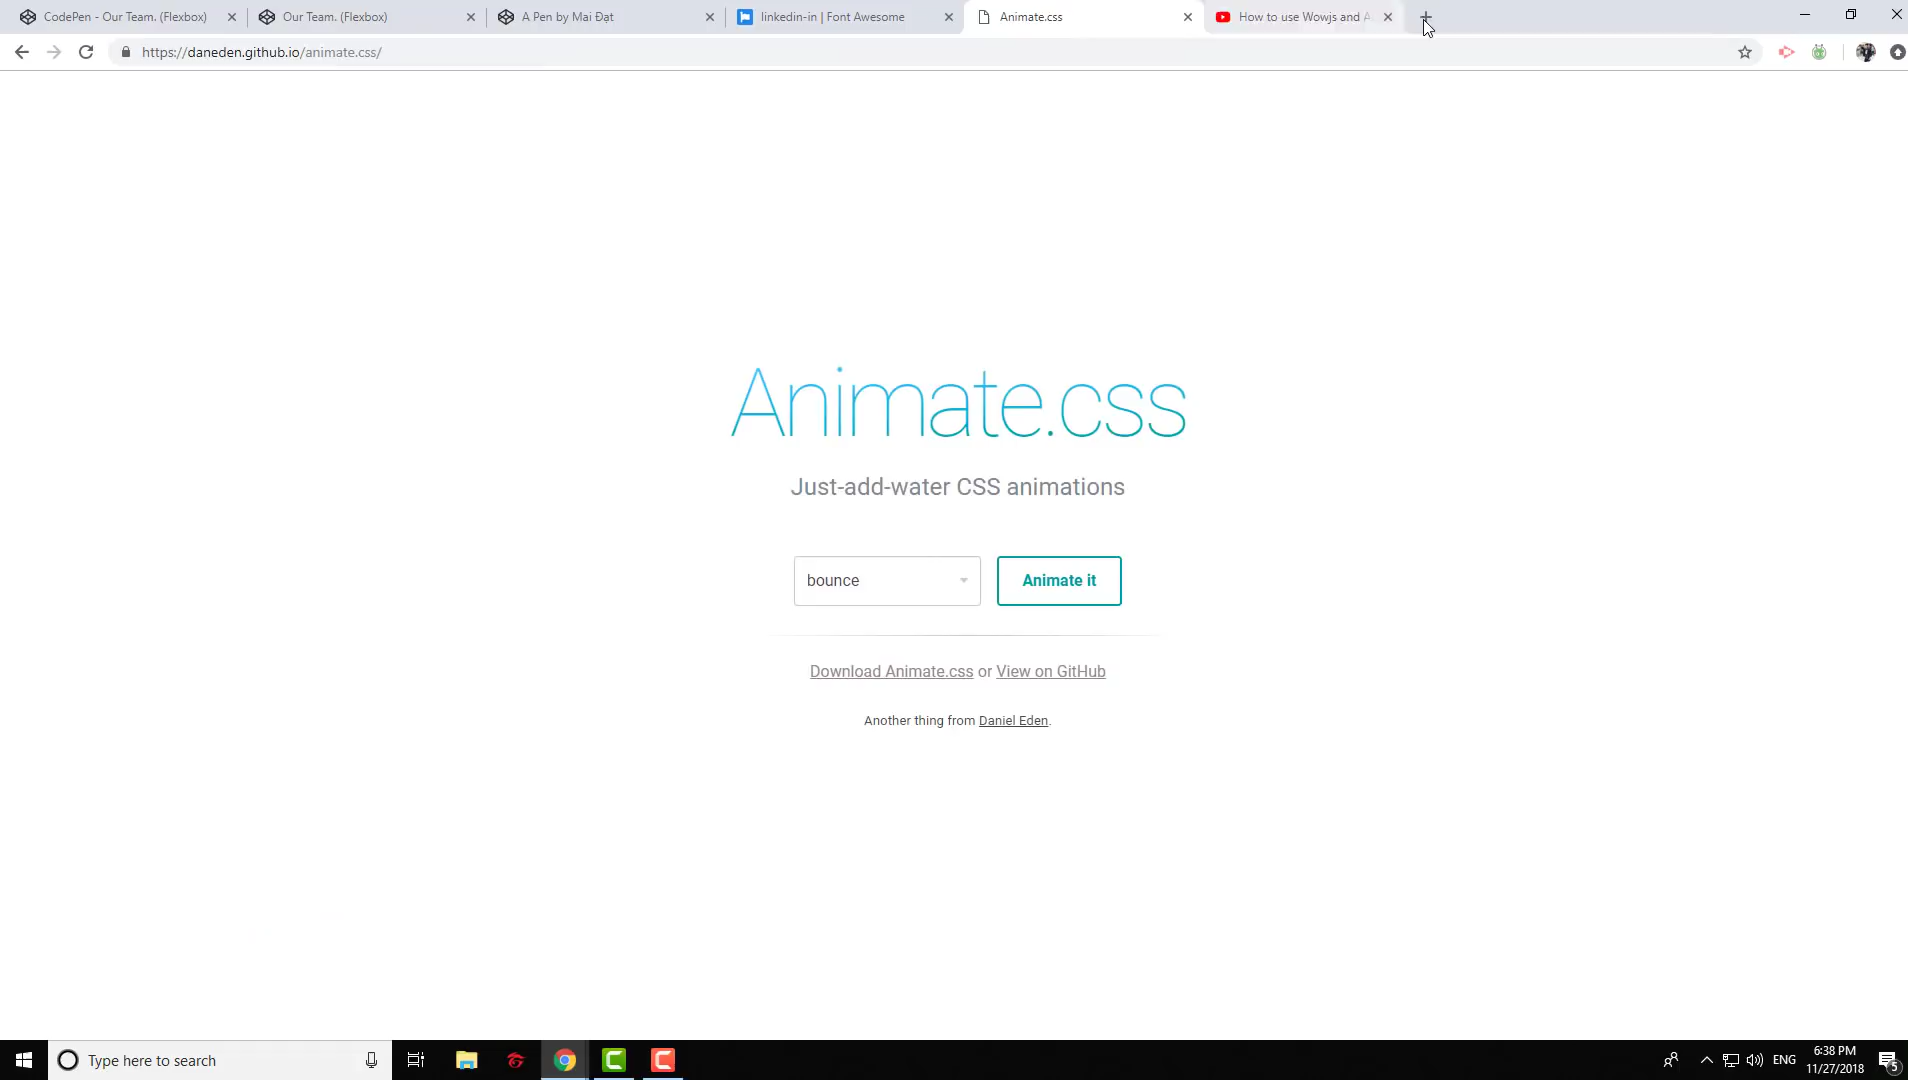 CodePen - Our Team. (Flexbox)
Our Team. (Flexbox)
A Pen by Mai Đạt
linkedin-in | Font Awesome
Animate.css
How to use Wowjs and A
https://daneden.github.io/animate.css/
Animate.css
Just-add-water CSS animations
bounce
Animate it
Download Animate.css or View on GitHub
Another thing from Daniel Eden.
Type here to search
ENG
6:38 PM
11/27/2018
5